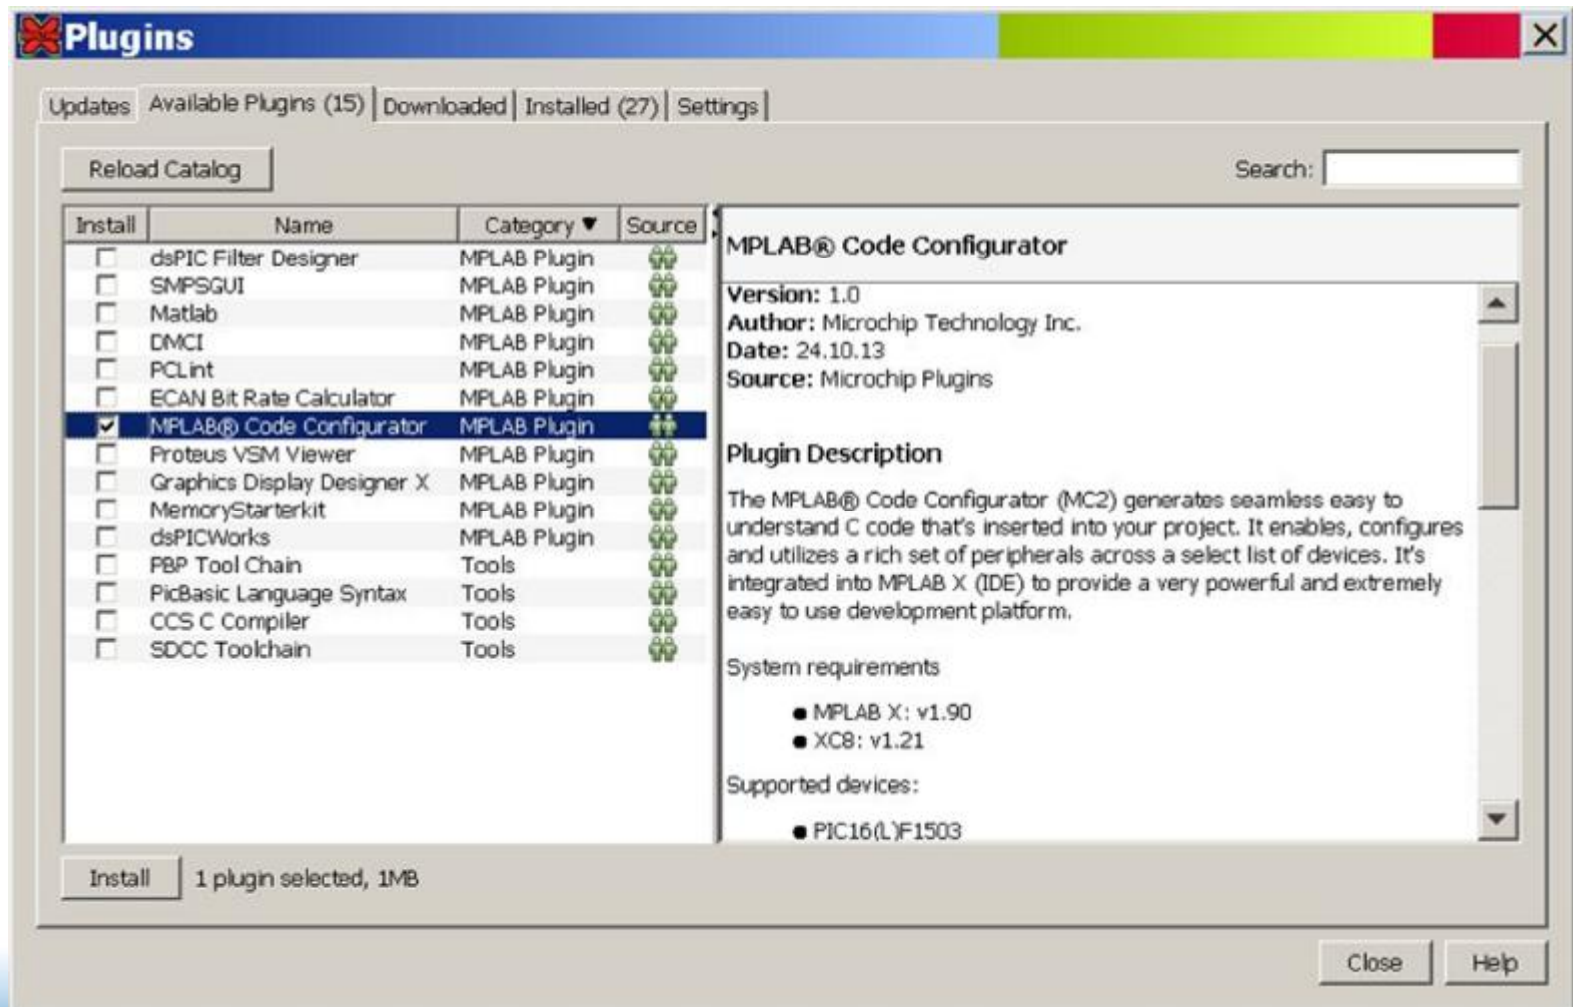 Plugins
Updates Available Plugins (15) Downloaded Installed (27) Settings
Reload Catalog
Search:
Install Name Category ▼ Source
dsPIC Filter Designer MPLAB Plugin
SMPSGUI MPLAB Plugin
Matlab MPLAB Plugin
DMCI MPLAB Plugin
PCLint MPLAB Plugin
ECAN Bit Rate Calculator MPLAB Plugin
MPLAB® Code Configurator MPLAB Plugin
Proteus VSM Viewer MPLAB Plugin
Graphics Display Designer X MPLAB Plugin
MemoryStarterkit MPLAB Plugin
dsPICWorks MPLAB Plugin
PBP Tool Chain Tools
PicBasic Language Syntax Tools
CCS C Compiler Tools
SDCC Toolchain Tools
MPLAB® Code Configurator
Version: 1.0
Author: Microchip Technology Inc.
Date: 24.10.13
Source: Microchip Plugins
Plugin Description
The MPLAB® Code Configurator (MC2) generates seamless easy to
understand C code that's inserted into your project. It enables, configures
and utilizes a rich set of peripherals across a select list of devices. It's
integrated into MPLAB X (IDE) to provide a very powerful and extremely
easy to use development platform.
System requirements
● MPLAB X: v1.90
● XC8: v1.21
Supported devices:
● PIC16(L)F1503
Install 1 plugin selected, 1MB
Close Help